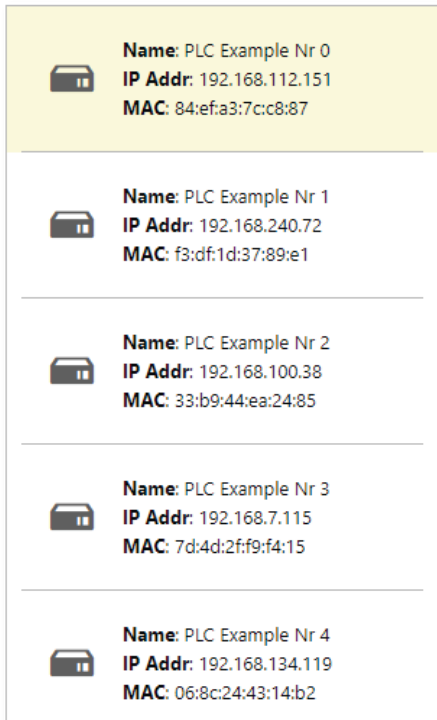 Name: PLC Example Nr 0
IP Addr: 192.168.112.151
MAC: 84:ef:a3:7c:c8:87
Name: PLC Example Nr 1
IP Addr: 192.168.240.72
MAC: f3:df:1d:37:89:e1
Name: PLC Example Nr 2
IP Addr: 192.168.100.38
MAC: 33:b9:44:ea:24:85
Name: PLC Example Nr 3
IP Addr: 192.168.7.115
MAC: 7d:4d:2f:f9:f4:15
Name: PLC Example Nr 4
IP Addr: 192.168.134.119
MAC: 06:8c:24:43:14:b2